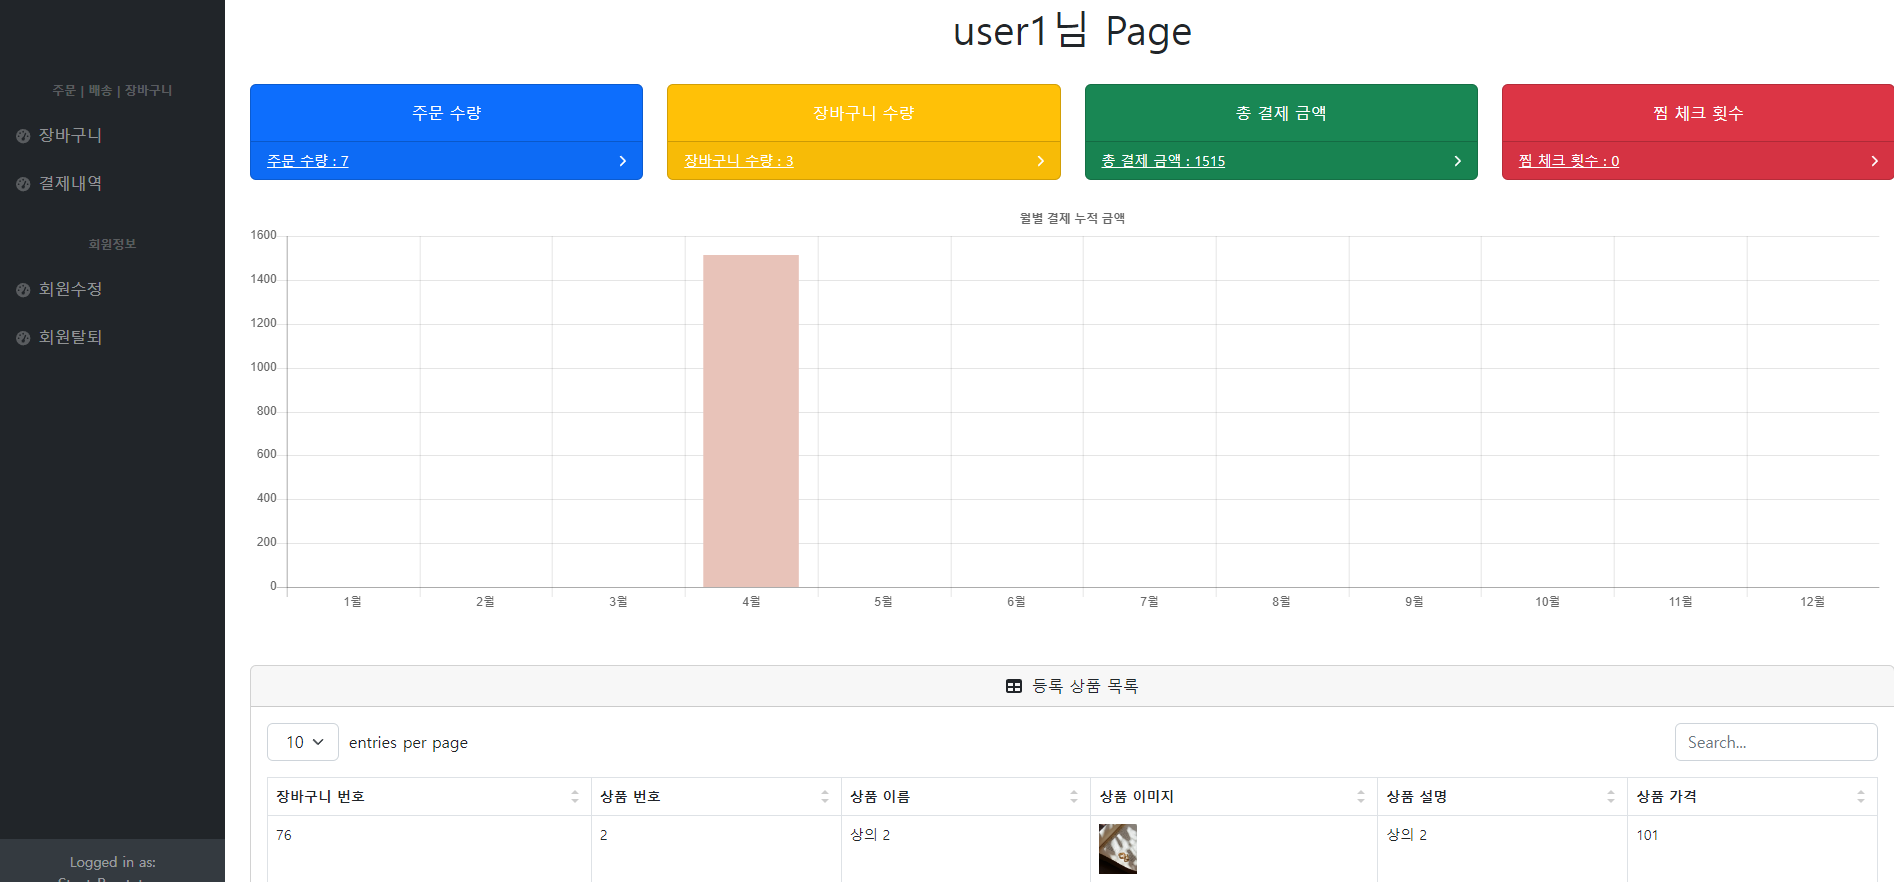 user1님 Page
주문 | 배송 | 장바구니
장바구니
결제내역
회원정보
회원수정
회원탈퇴
Logged in as:
주문 수량
주문 수량 : 7
장바구니 수량
장바구니 수량 : 3
총 결제 금액
총 결제 금액 : 1515
찜 체크 횟수
찜 체크 횟수 : 0
월별 결제 누적 금액
1600
1400
1200
1000
800
600
400
200
0
1월 2월 3월 4월 5월 6월 7월 8월 9월 10월 11월 12월
등록 상품 목록
10 entries per page
Search...
장바구니 번호 상품 번호 상품 이름 상품 이미지 상품 설명 상품 가격
76 2 상의 2 상의 2 101